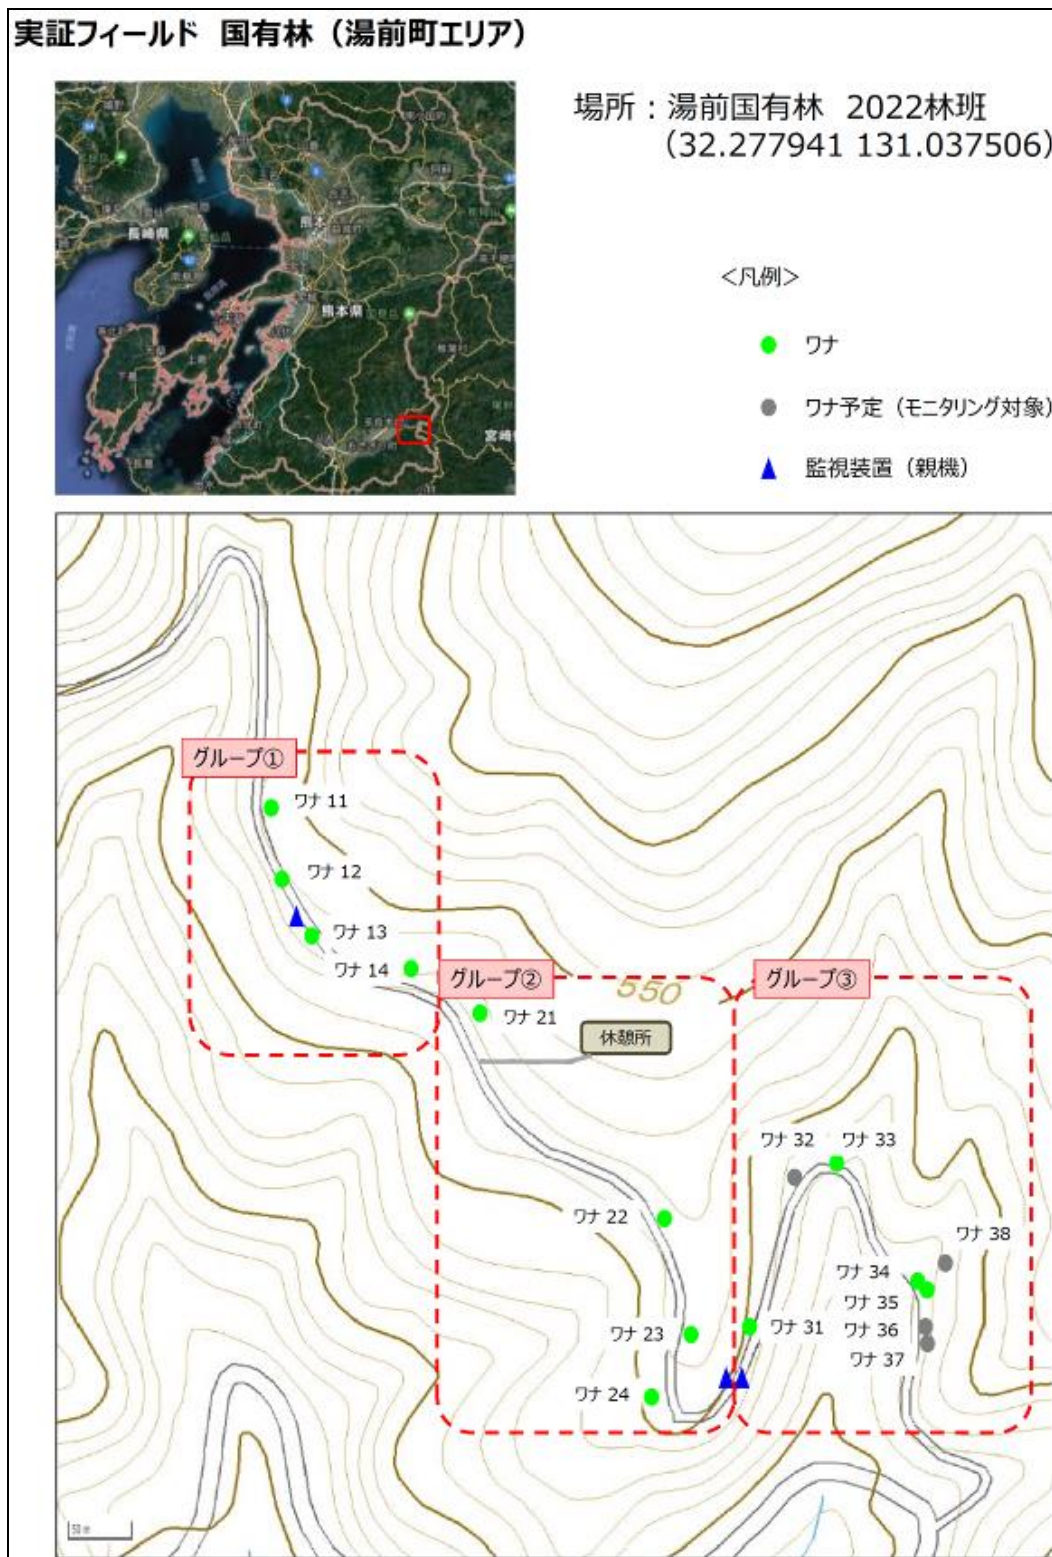 実証フィールド 国有林（湯前町エリア）
場所：湯前国有林 2022林班
（32.277941 131.037506）
長崎県
熊本
熊本県
＜凡例＞
ワナ
ワナ予定（モニタリング対象）
監視装置（親機）
グループ①
ワナ 11
ワナ 12
ワナ 13
ワナ 14
グループ②
550
グループ③
ワナ 21
休憩所
ワナ 32
ワナ 33
ワナ 22
ワナ 38
ワナ 34
ワナ 35
ワナ 23
ワナ 31
ワナ 36
ワナ 37
ワナ 24
50 m